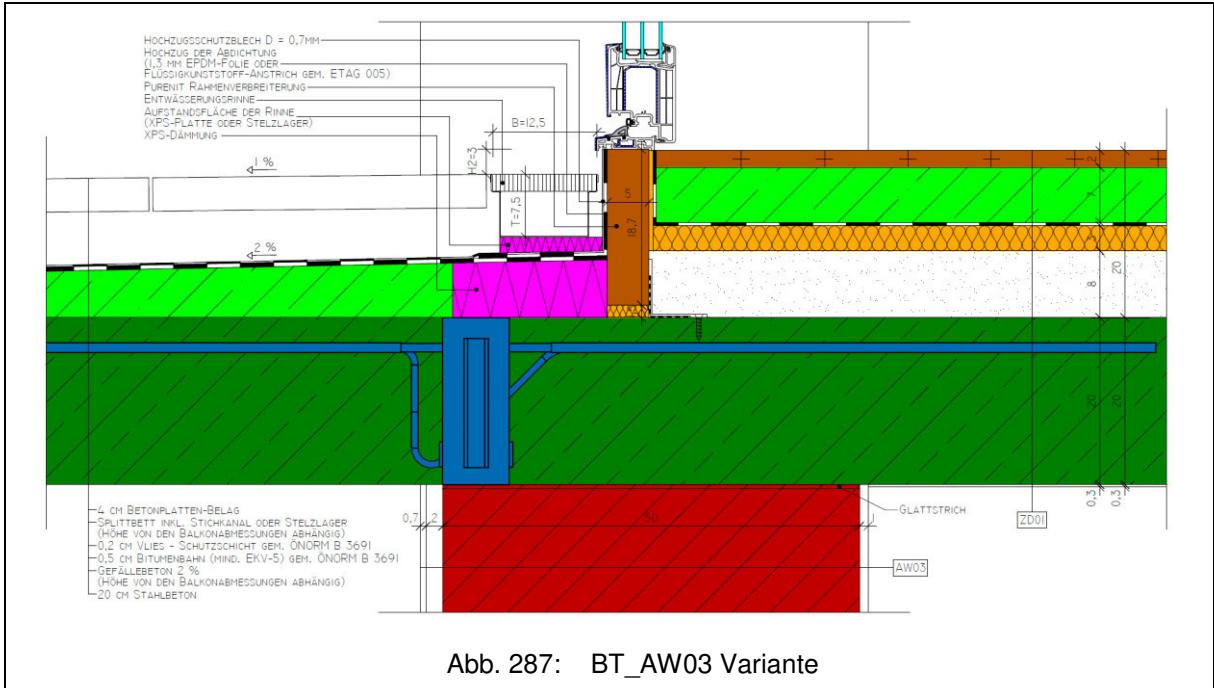 HOCHZUGSSCHUTZBLECH D = 0,7MM
HOCHZUG DER ABDICHTUNG
(1,3 MM EPDM-FOLIE ODER
FLÜSSIGKUNSTSTOFF-ANSTRICH GEM. ETAG 005)
PURENIT RAHMENVERBREITERUNG
ENTWÄSSERUNGSRINNE
AUFSTANDSFLÄCHE DER RINNE
(XPS-PLATTE ODER STELZLAGER)
XPS-DÄMMUNG
B=12,5
H2=3
1 %
T=7,5
5
18,7
2 %
2
7
3
8
20
20
20
0,3
0,3
4 CM BETONPLATTEN-BELAG
SPLITTBETT INKL. STICHKANAL ODER STELZLAGER
(HÖHE VON DEN BALKONABMESSUNGEN ABHÄNGIG)
0,2 CM VLIES - SCHUTZSCHICHT GEM. ÖNORM B 3691
0,5 CM BITUMENBAHN (MIND. EKV-5) GEM. ÖNORM B 3691
GEFÄLLEBETON 2 %
(HÖHE VON DEN BALKONABMESSUNGEN ABHÄNGIG)
20 CM STAHLBETON
0,7
2
50
1
GLATTSTRICH
ZD01
AW03
Abb. 287: BT_AW03 Variante